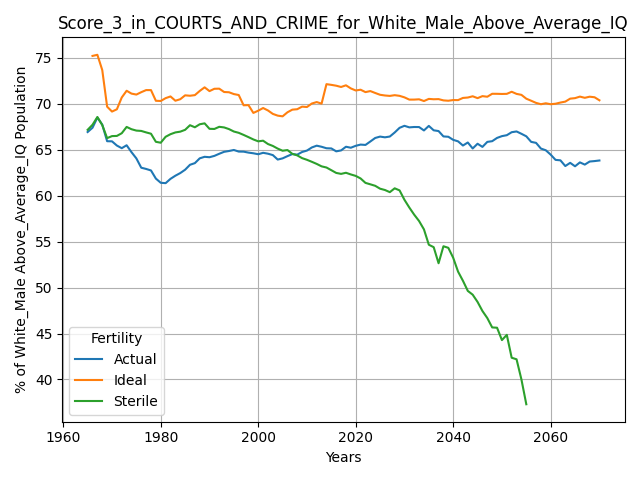 Score_3_in_COURTS_AND_CRIME_for_White_Male_Above_Average_IQ
% of White_Male Above_Average_IQ Population
75
70
65
60
55
50
45
40
Fertility
Actual
Ideal
Sterile
1960 1980 2000 2020 2040 2060
Years